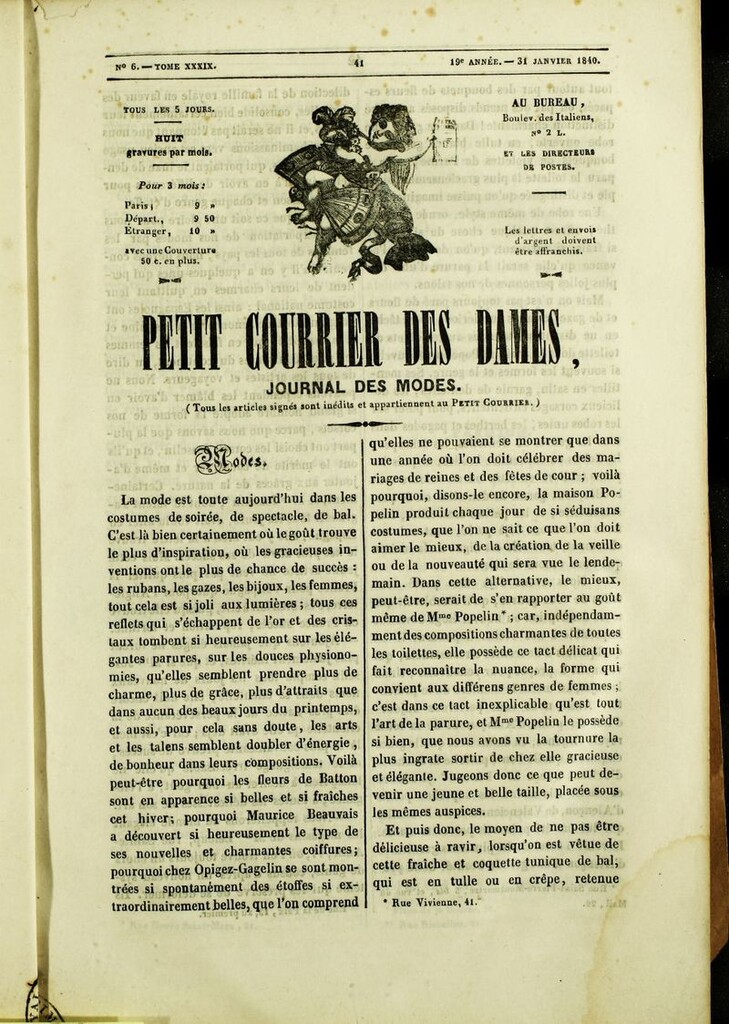 Nº 6. — TOME XXXIX.
41
19e ANNÉE. — 31 JANVIER 1840.
TOUS LES 5 JOURS.
HUIT
gravures par mois.
Pour 3 mois :
Paris, 9 »
Départ., 9 50
Étranger, 10 »
avec une Couverture
50 c. en plus.
AU BUREAU,
Boulev. des Italiens,
Nº 2 L.
ET LES DIRECTEURS
DE POSTES.
Les lettres et envois
d'argent doivent
être affranchis.
PETIT COURRIER DES DAMES,
JOURNAL DES MODES.
(Tous les articles signés sont inédits et appartiennent au PETIT COURRIER.)
Modes.
La mode est toute aujourd'hui dans les
costumes de soirée, de spectacle, de bal.
C'est là bien certainement où le goût trouve
le plus d'inspiration, où les gracieuses in-
ventions ont le plus de chance de succès :
les rubans, les gazes, les bijoux, les femmes,
tout cela est si joli aux lumières ; tous ces
reflets qui s'échappent de l'or et des cris-
taux tombent si heureusement sur les élé-
gantes parures, sur les douces physiono-
mies, qu'elles semblent prendre plus de
charme, plus de grâce, plus d'attraits que
dans aucun des beaux jours du printemps,
et aussi, pour cela sans doute, les arts
et les talens semblent doubler d'énergie,
de bonheur dans leurs compositions. Voilà
peut-être pourquoi les fleurs de Batton
sont en apparence si belles et si fraîches
cet hiver; pourquoi Maurice Beauvais
a découvert si heureusement le type de
ses nouvelles et charmantes coiffures;
pourquoi chez Opigez-Gagelin se sont mon-
trées si spontanément des étoffes si ex-
traordinairement belles, que l'on comprend
qu'elles ne pouvaient se montrer que dans
une année où l'on doit célébrer des ma-
riages de reines et des fêtes de cour ; voilà
pourquoi, disons-le encore, la maison Po-
pelin produit chaque jour de si séduisans
costumes, que l'on ne sait ce que l'on doit
aimer le mieux, de la création de la veille
ou de la nouveauté qui sera vue le lende-
main. Dans cette alternative, le mieux,
peut-être, serait de s'en rapporter au goût
même de Mme Popelin * ; car, indépendam-
ment des compositions charmantes de toutes
les toilettes, elle possède ce tact délicat qui
fait reconnaître la nuance, la forme qui
convient aux différens genres de femmes ;
c'est dans ce tact inexplicable qu'est tout
l'art de la parure, et Mme Popelin le possède
si bien, que nous avons vu la tournure la
plus ingrate sortir de chez elle gracieuse
et élégante. Jugeons donc ce que peut de-
venir une jeune et belle taille, placée sous
les mêmes auspices.
Et puis donc, le moyen de ne pas être
délicieuse à ravir, lorsqu'on est vêtue de
cette fraîche et coquette tunique de bal,
qui est en tulle ou en crêpe, retenue
* Rue Vivienne, 41.